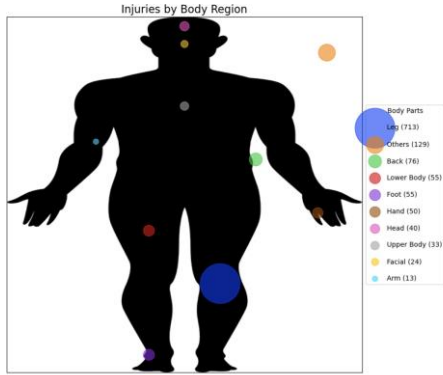 Injuries by Body Region
Body Parts
Leg (713)
Others (129)
Back (76)
Lower Body (55)
Foot (55)
Hand (50)
Head (40)
Upper Body (33)
Facial (24)
Arm (13)